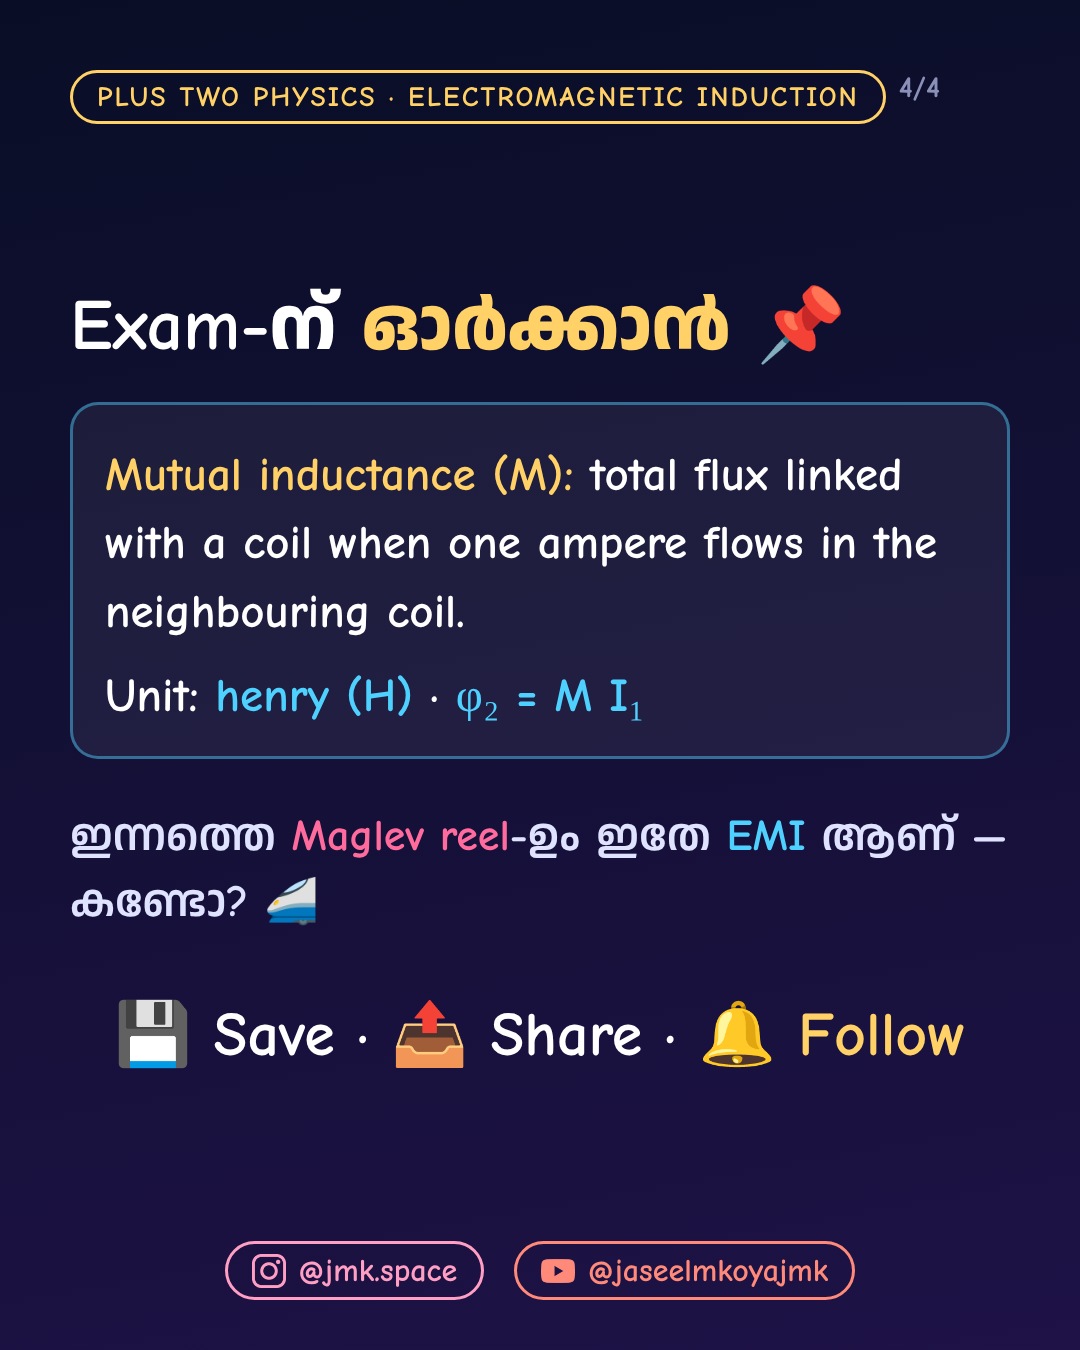 PLUS TWO PHYSICS · ELECTROMAGNETIC INDUCTION
4/4
Exam-ന് ഓർക്കാൻ 📌
Mutual inductance (M): total flux linked
with a coil when one ampere flows in the
neighbouring coil.
Unit: henry (H) · φ₂ = M I₁
ഇന്നത്തെ Maglev reel-ഉം ഇതേ EMI ആണ് —
കണ്ടോ? 🚄
💾 Save · 📤 Share · 🔔 Follow
@jmk.space
@jaseelmkoyajmk